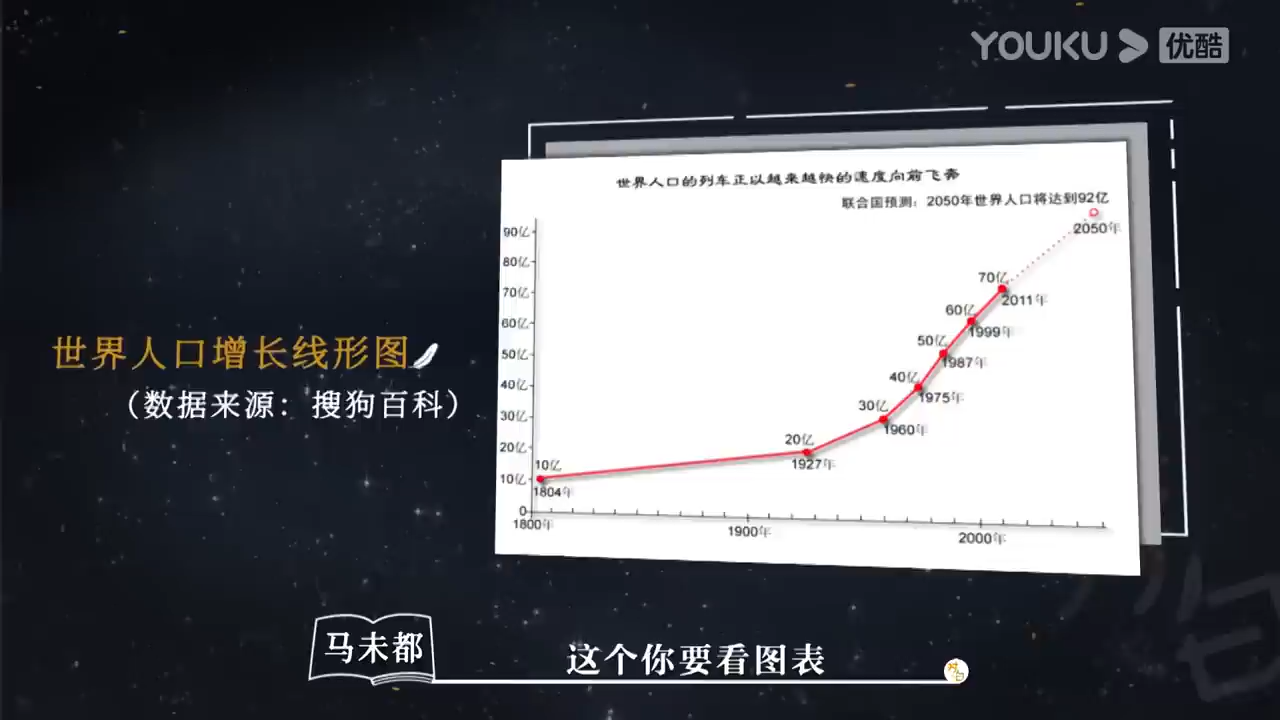 YOUKU 优酷
世界人口的列车正以越来越快的速度向前飞奔
联合国预测：2050年世界人口将达到92亿
90亿
80亿
70亿
60亿
50亿
40亿
30亿
20亿
10亿
0
10亿
1804年
20亿
1927年
30亿
1960年
40亿
1975年
50亿
1987年
60亿
1999年
70亿
2011年
2050年
1800年
1900年
2000年
世界人口增长线形图
（数据来源：搜狗百科）
马未都
这个你要看图表